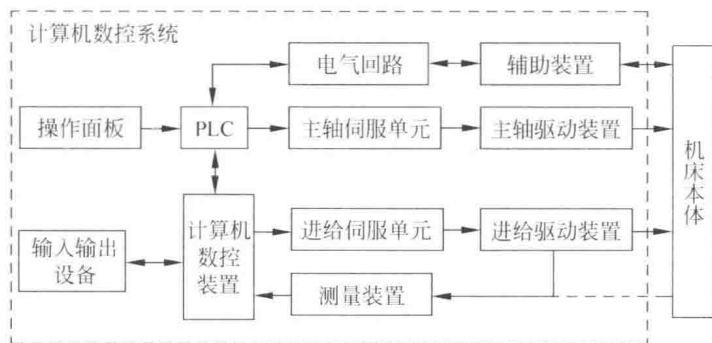 计算机数控系统
电气回路
辅助装置
操作面板
PLC
主轴伺服单元
主轴驱动装置
机床本体
输入输出
设备
计算机
数控
装置
进给伺服单元
进给驱动装置
测量装置